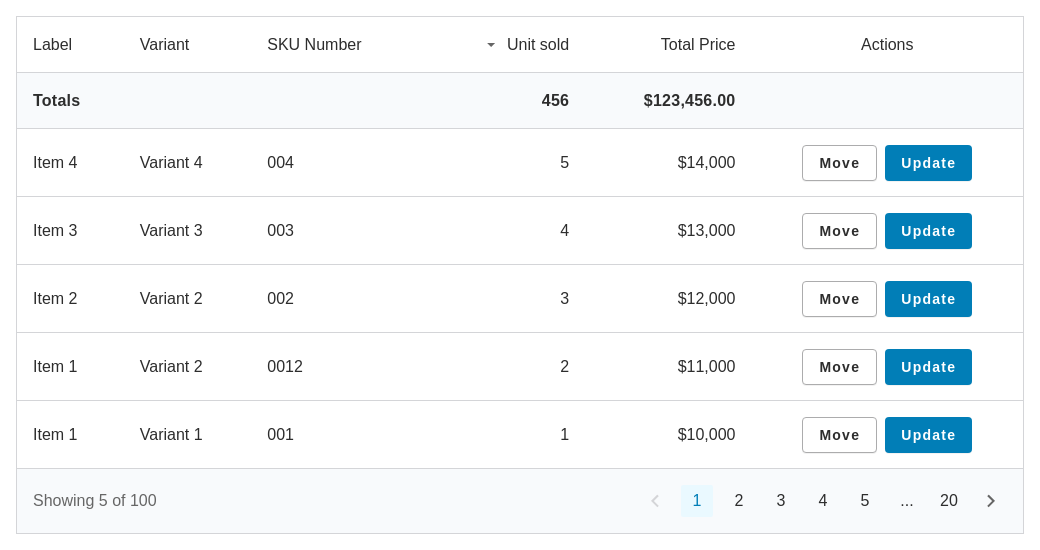 Label Variant SKU Number Unit sold Total Price Actions
Totals 456 $123,456.00
Item 4 Variant 4 004 5 $14,000 Move Update
Item 3 Variant 3 003 4 $13,000 Move Update
Item 2 Variant 2 002 3 $12,000 Move Update
Item 1 Variant 2 0012 2 $11,000 Move Update
Item 1 Variant 1 001 1 $10,000 Move Update
Showing 5 of 100 1 2 3 4 5 ... 20